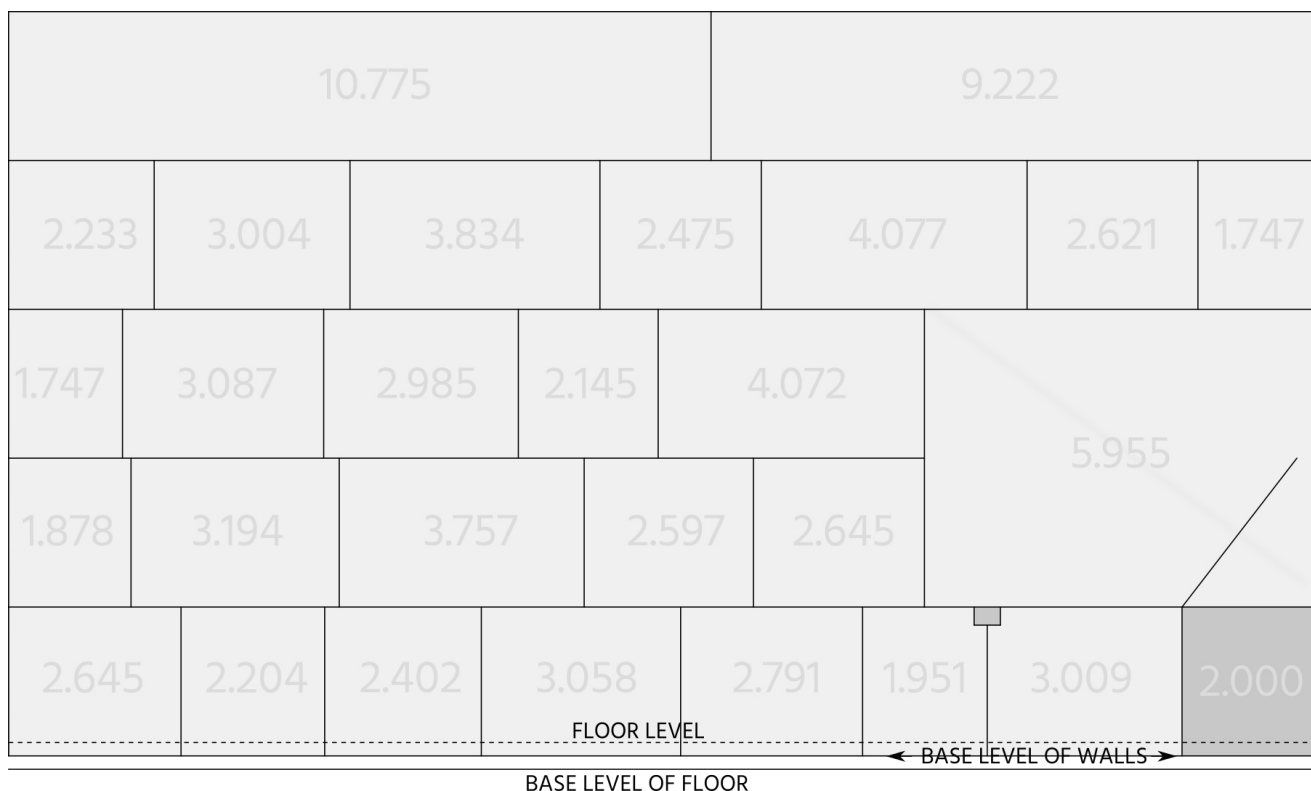 10.775 9.222
2.233 3.004 3.834 2.475 4.077 2.621 1.747
1.747 3.087 2.985 2.145 4.072
5.955
1.878 3.194 3.757 2.597 2.645
2.645 2.204 2.402 3.058 2.791 1.951 3.009 2.000
FLOOR LEVEL
BASE LEVEL OF WALLS
BASE LEVEL OF FLOOR